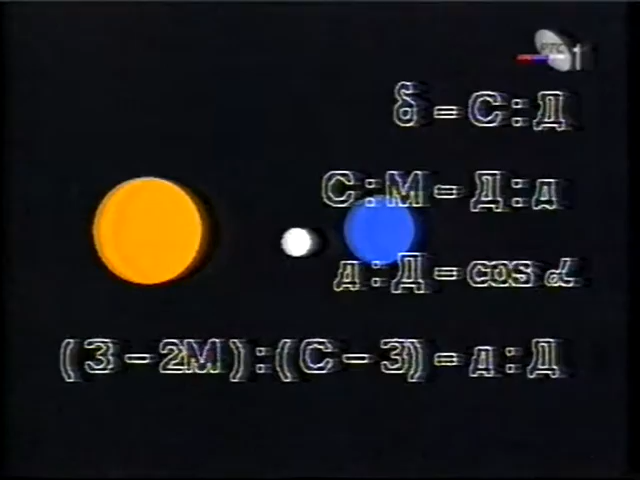 РТС 1
δ = С : Д
С : М = Д : д
д : Д = cos α
(З – 2М) : (С – З) = д : Д